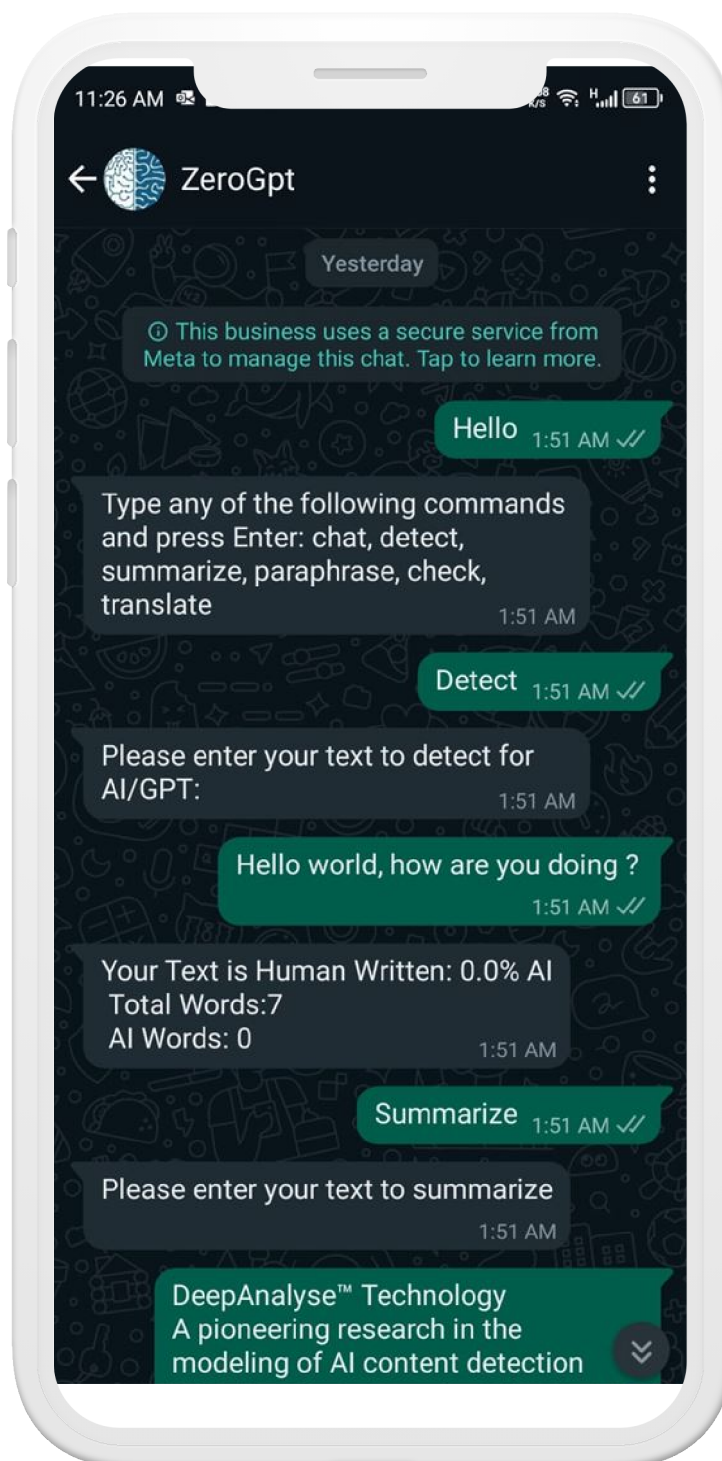 11:26 AM
K/S H 61
ZeroGpt
Yesterday
This business uses a secure service from
Meta to manage this chat. Tap to learn more.
Hello 1:51 AM
Type any of the following commands
and press Enter: chat, detect,
summarize, paraphrase, check,
translate
1:51 AM
Detect 1:51 AM
Please enter your text to detect for
AI/GPT:
1:51 AM
Hello world, how are you doing ?
1:51 AM
Your Text is Human Written: 0.0% AI
Total Words:7
AI Words: 0
1:51 AM
Summarize 1:51 AM
Please enter your text to summarize
1:51 AM
DeepAnalyse™ Technology
A pioneering research in the
modeling of AI content detection